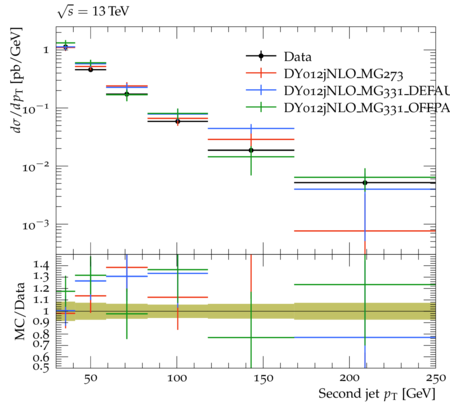 √s = 13 TeV
dσ/dpT [pb/GeV]
1
10⁻¹
10⁻²
10⁻³
Data
DY012jNLO_MG273
DY012jNLO_MG331_DEFAU
DY012jNLO_MG331_OFFPA
MC/Data
1.4
1.3
1.2
1.1
1
0.9
0.8
0.7
0.6
0.5
50 100 150 200 250
Second jet pT [GeV]